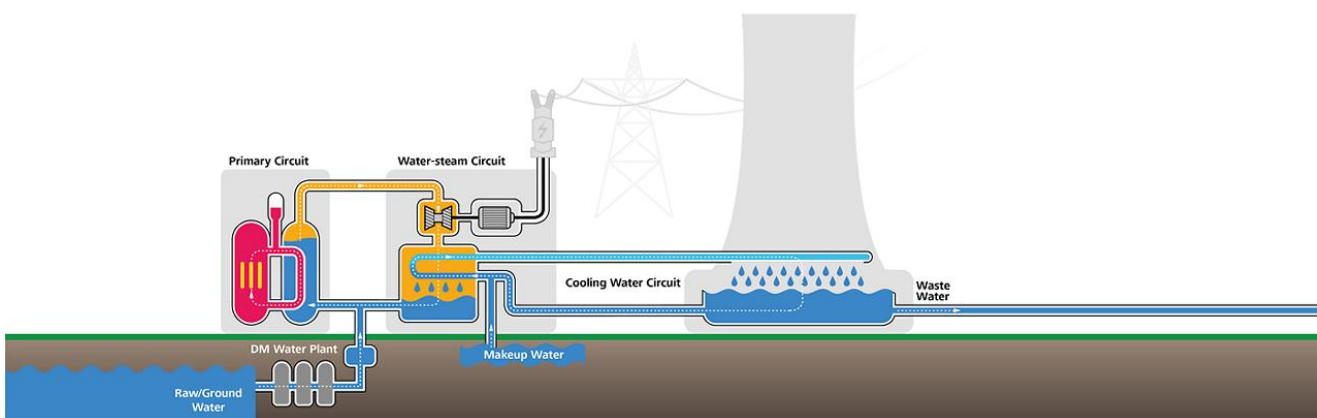 Primary Circuit
Water-steam Circuit
Cooling Water Circuit
Waste
Water
DM Water Plant
Makeup Water
Raw/Ground
Water